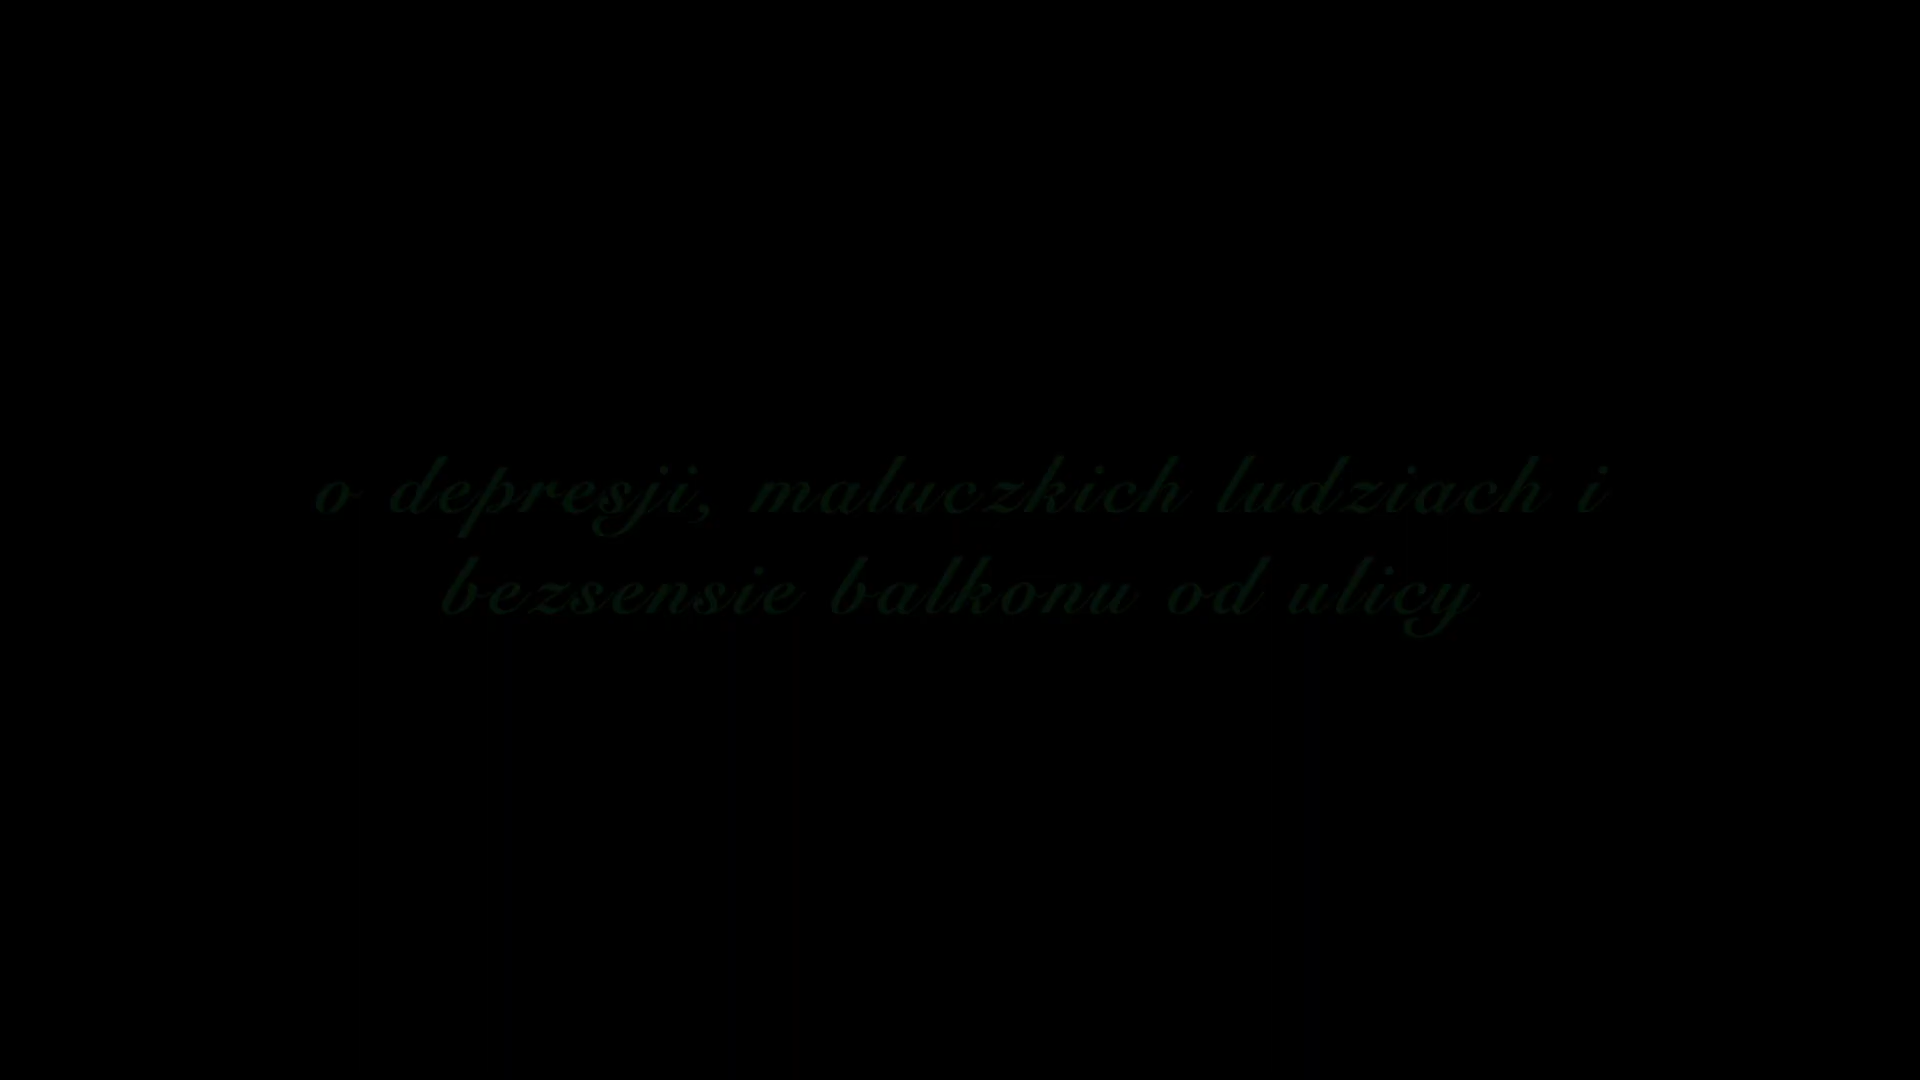 o depresji, maluczkich ludziach i
bezsensie balkonu od ulicy